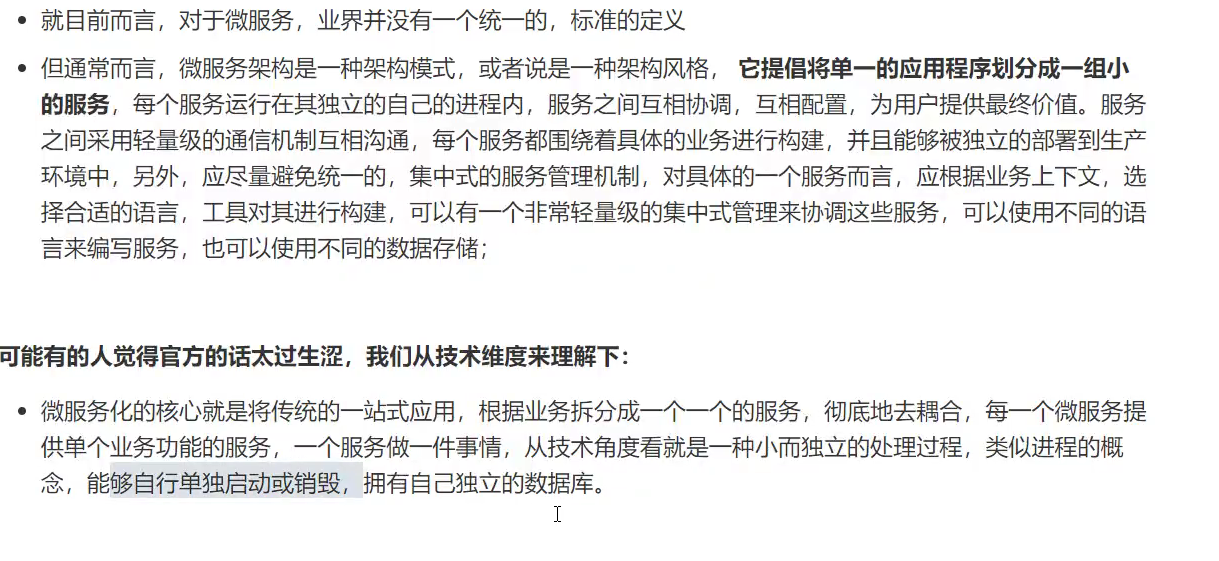 就目前而言，对于微服务，业界并没有一个统一的，标准的定义
但通常而言，微服务架构是一种架构模式，或者说是一种架构风格， 它提倡将单一的应用程序划分成一组小
的服务，每个服务运行在其独立的自己的进程内，服务之间互相协调，互相配置，为用户提供最终价值。服务
之间采用轻量级的通信机制互相沟通，每个服务都围绕着具体的业务进行构建，并且能够被独立的部署到生产
环境中，另外，应尽量避免统一的，集中式的服务管理机制，对具体的一个服务而言，应根据业务上下文，选
择合适的语言，工具对其进行构建，可以有一个非常轻量级的集中式管理来协调这些服务，可以使用不同的语
言来编写服务，也可以使用不同的数据存储；
可能有的人觉得官方的话太过生涩，我们从技术维度来理解下：
微服务化的核心就是将传统的一站式应用，根据业务拆分成一个一个的服务，彻底地去耦合，每一个微服务提
供单个业务功能的服务，一个服务做一件事情，从技术角度看就是一种小而独立的处理过程，类似进程的概
念，能够自行单独启动或销毁，拥有自己独立的数据库。